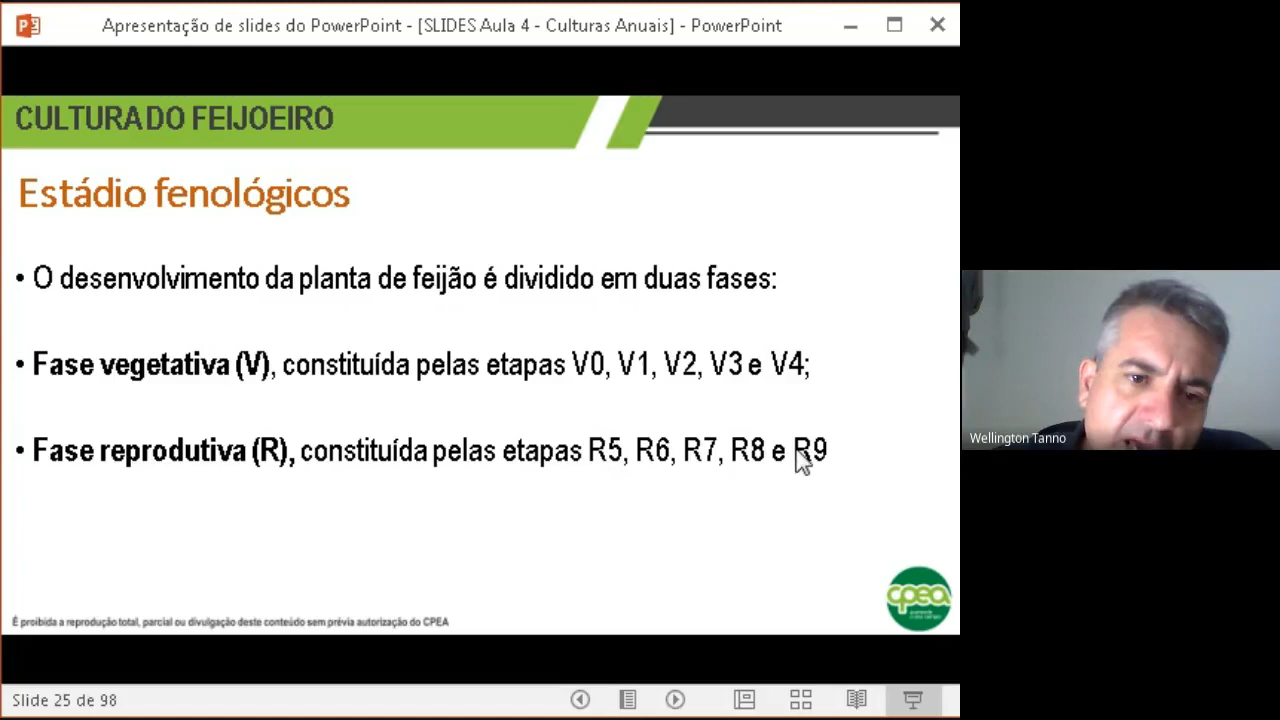 Apresentação de slides do PowerPoint - [SLIDES Aula 4 - Culturas Anuais] - PowerPoint
CULTURA DO FEIJOEIRO
Estádio fenológicos
• O desenvolvimento da planta de feijão é dividido em duas fases:
• Fase vegetativa (V), constituída pelas etapas V0, V1, V2, V3 e V4;
• Fase reprodutiva (R), constituída pelas etapas R5, R6, R7, R8 e R9
Wellington Tanno
cpea
É proibida a reprodução total, parcial ou divulgação deste conteúdo sem prévia autorização do CPEA
Slide 25 de 98